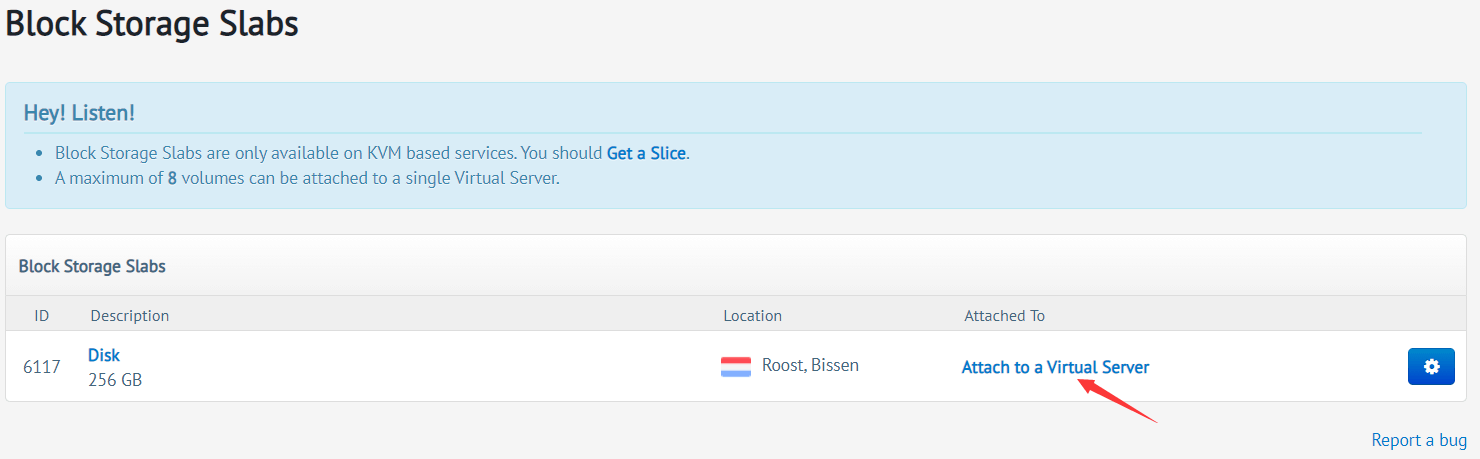 Block Storage Slabs
Hey! Listen!
Block Storage Slabs are only available on KVM based services. You should Get a Slice.
A maximum of 8 volumes can be attached to a single Virtual Server.
Block Storage Slabs
ID Description Location Attached To
6117 Disk Roost, Bissen Attach to a Virtual Server
256 GB
Report a bug